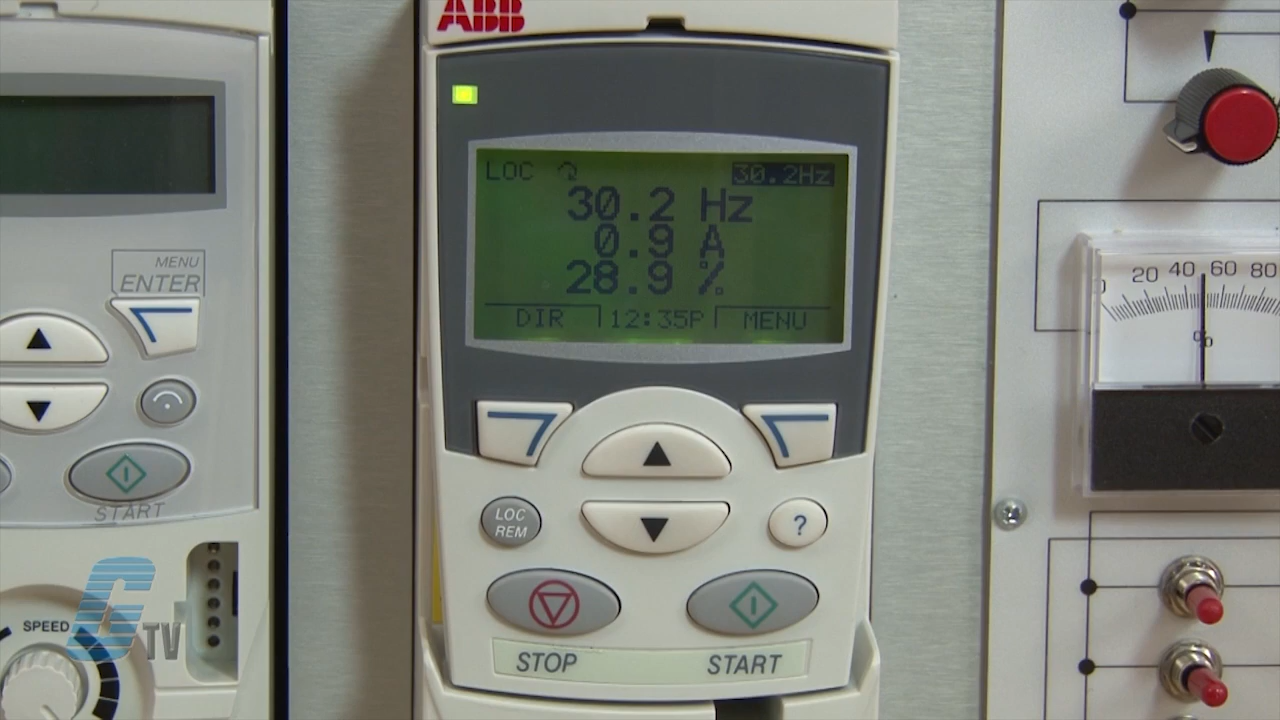 ABB
LOC 30.2Hz
30.2 Hz
0.9 A
28.9 %
DIR 12:35P MENU
MENU
ENTER
START
SPEED
TV
LOC
REM
?
STOP START
20 40 60 80
%